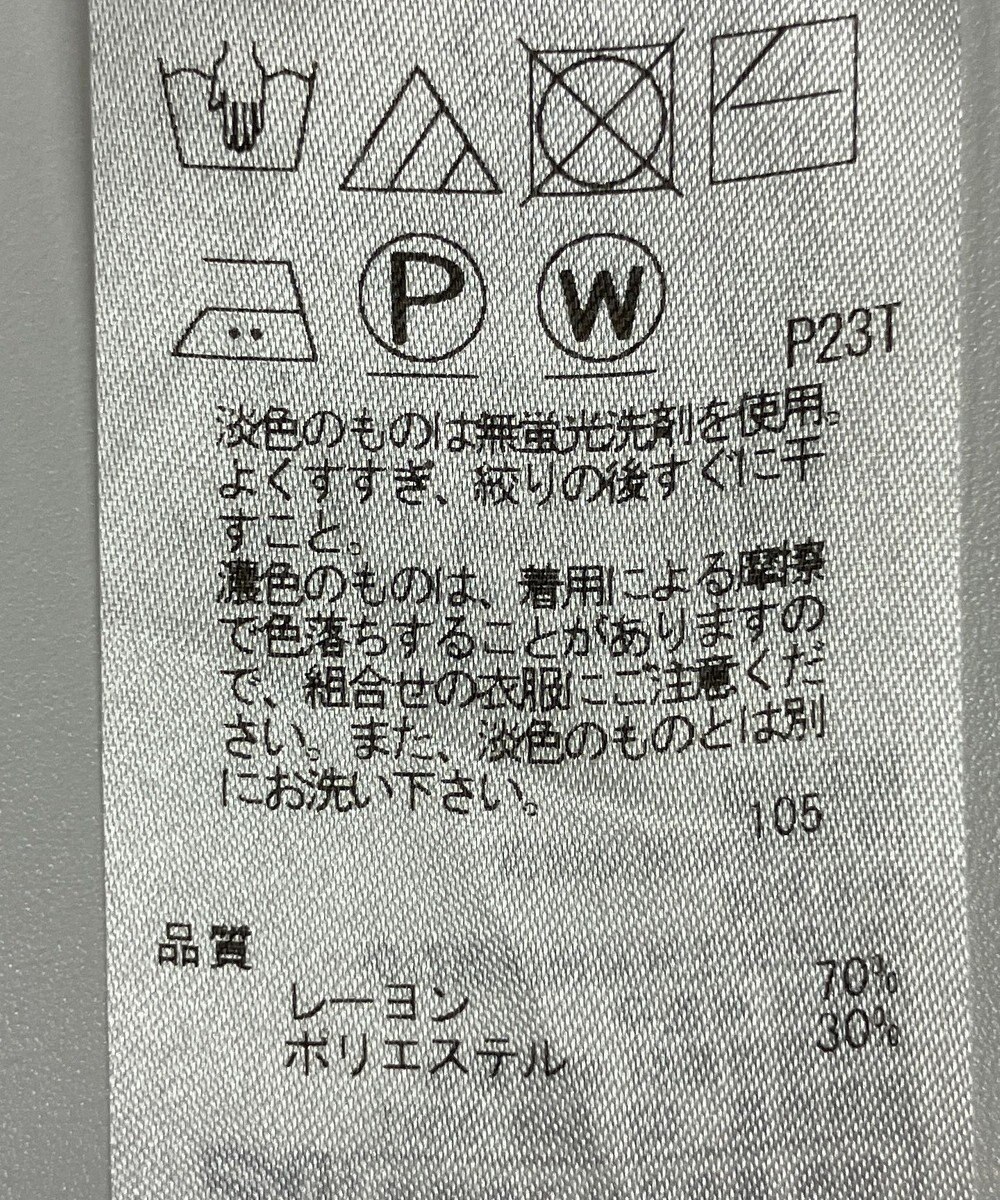 P W
P23T
淡色のものは無蛍光洗剤を使用。
よくすすぎ、絞りの後すぐに干
すこと。
濃色のものは、着用による摩擦
で色落ちすることがありますの
で、組合せの衣服にご注意くだ
さい。また、淡色のものとは別
にお洗い下さい。
105
品質
レーヨン 70%
ポリエステル 30%